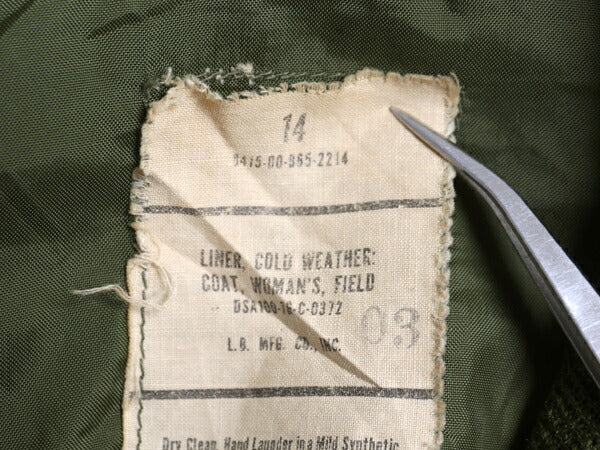 14
8415-00-965-2214
LINER, COLD WEATHER:
COAT, WOMAN'S, FIELD
DSA100-76-C-0372
03
L.B. MFG. CO., INC.
Dry Clean, Hand Launder in a Mild Synthetic